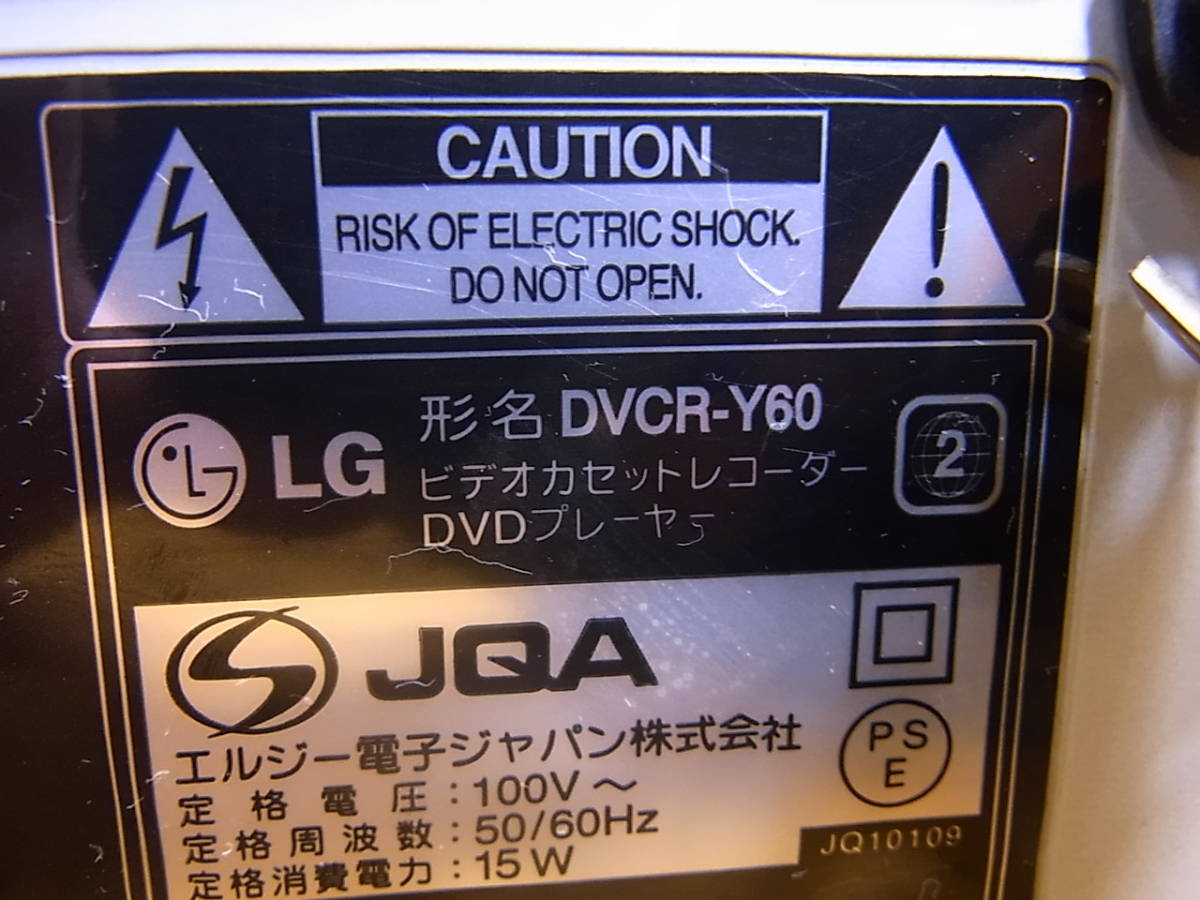 CAUTION
RISK OF ELECTRIC SHOCK.
DO NOT OPEN.
LG
形名 DVCR-Y60
ビデオカセットレコーダー
DVDプレーヤー
2
JQA
エルジー電子ジャパン株式会社
定格電圧：100V～
定格周波数：50/60Hz
定格消費電力：15W
PS
E
JQ10109